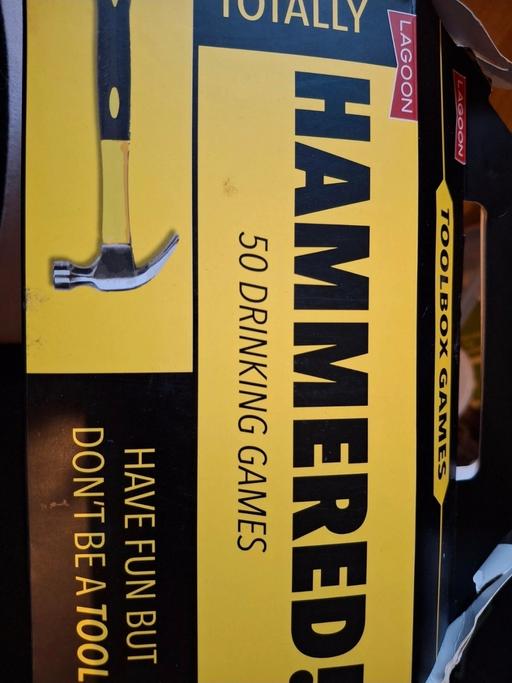 LAGOON
TOOLBOX GAMES
LAGOON
TOTALLY
HAMMERED!
50 DRINKING GAMES
HAVE FUN BUT
DON'T BE A TOOL